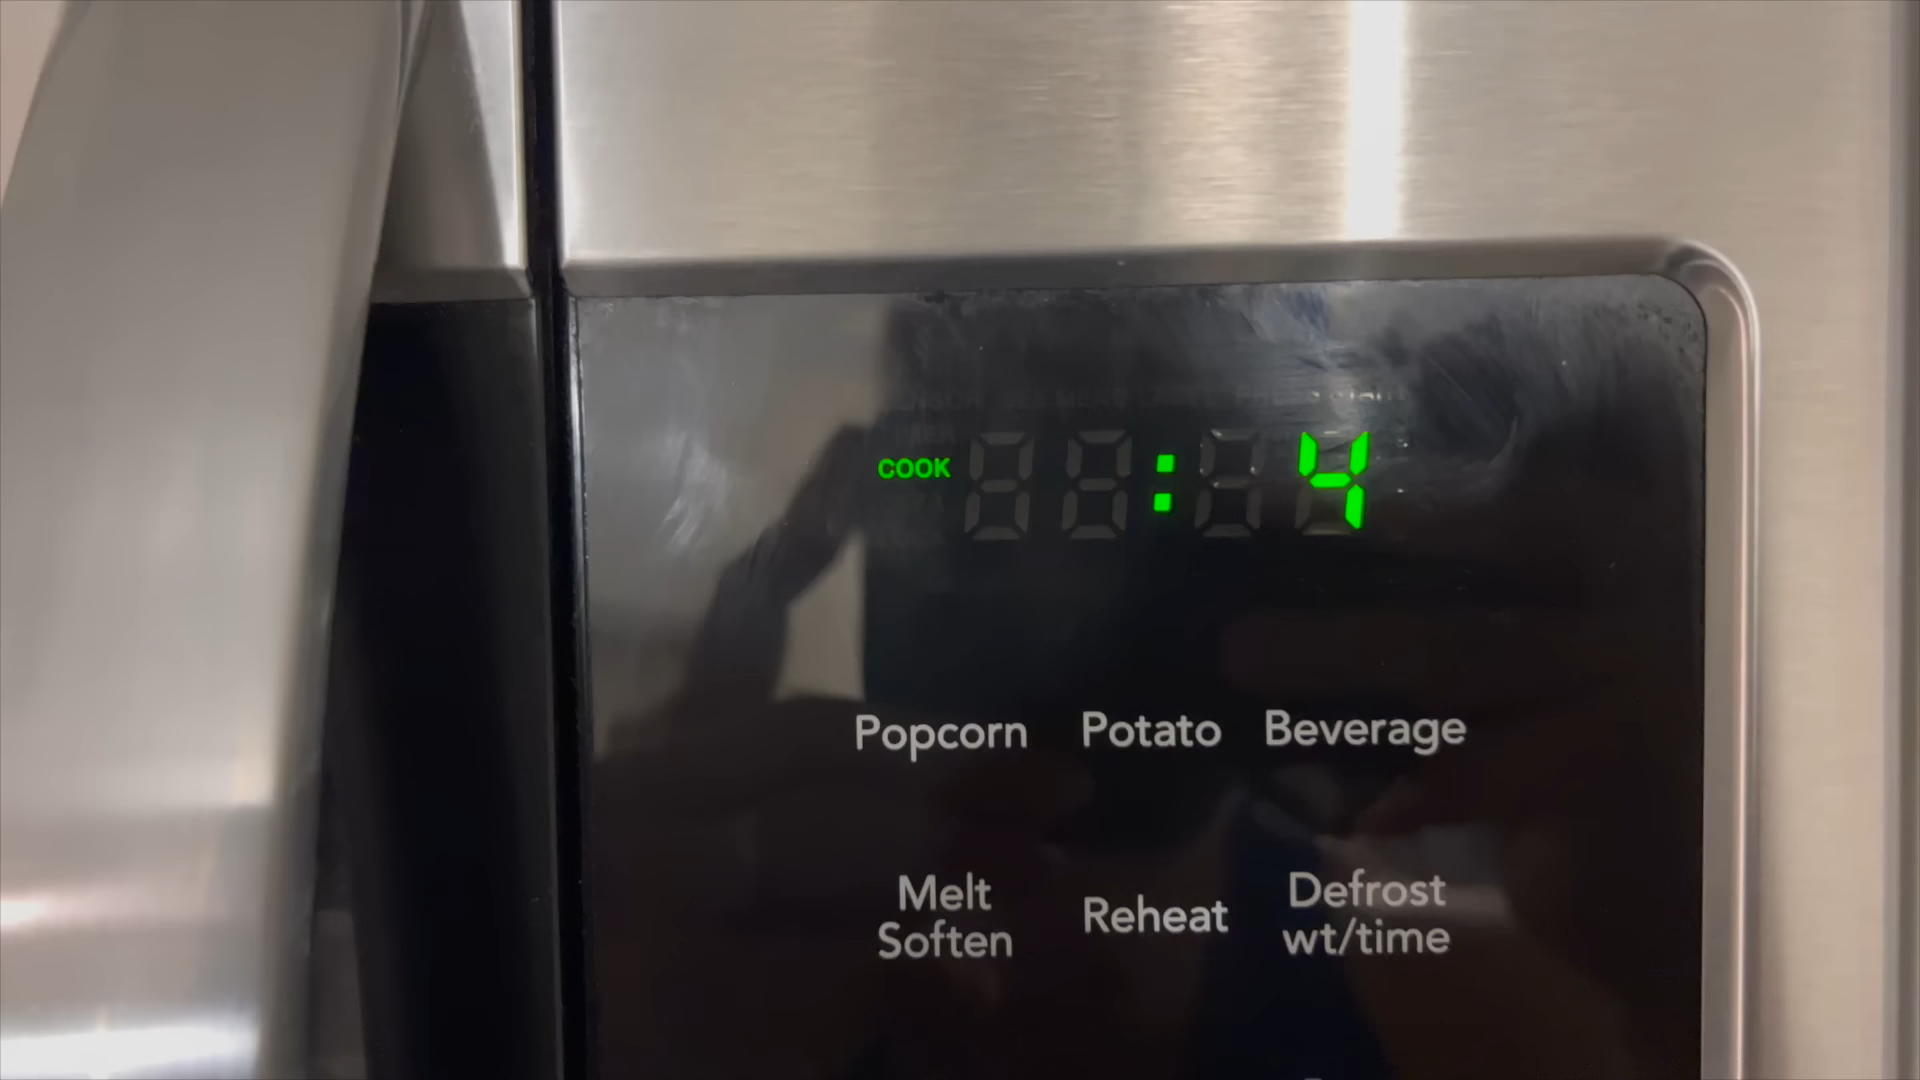 COOK :4
Popcorn Potato Beverage
Melt Soften Reheat Defrost wt/time